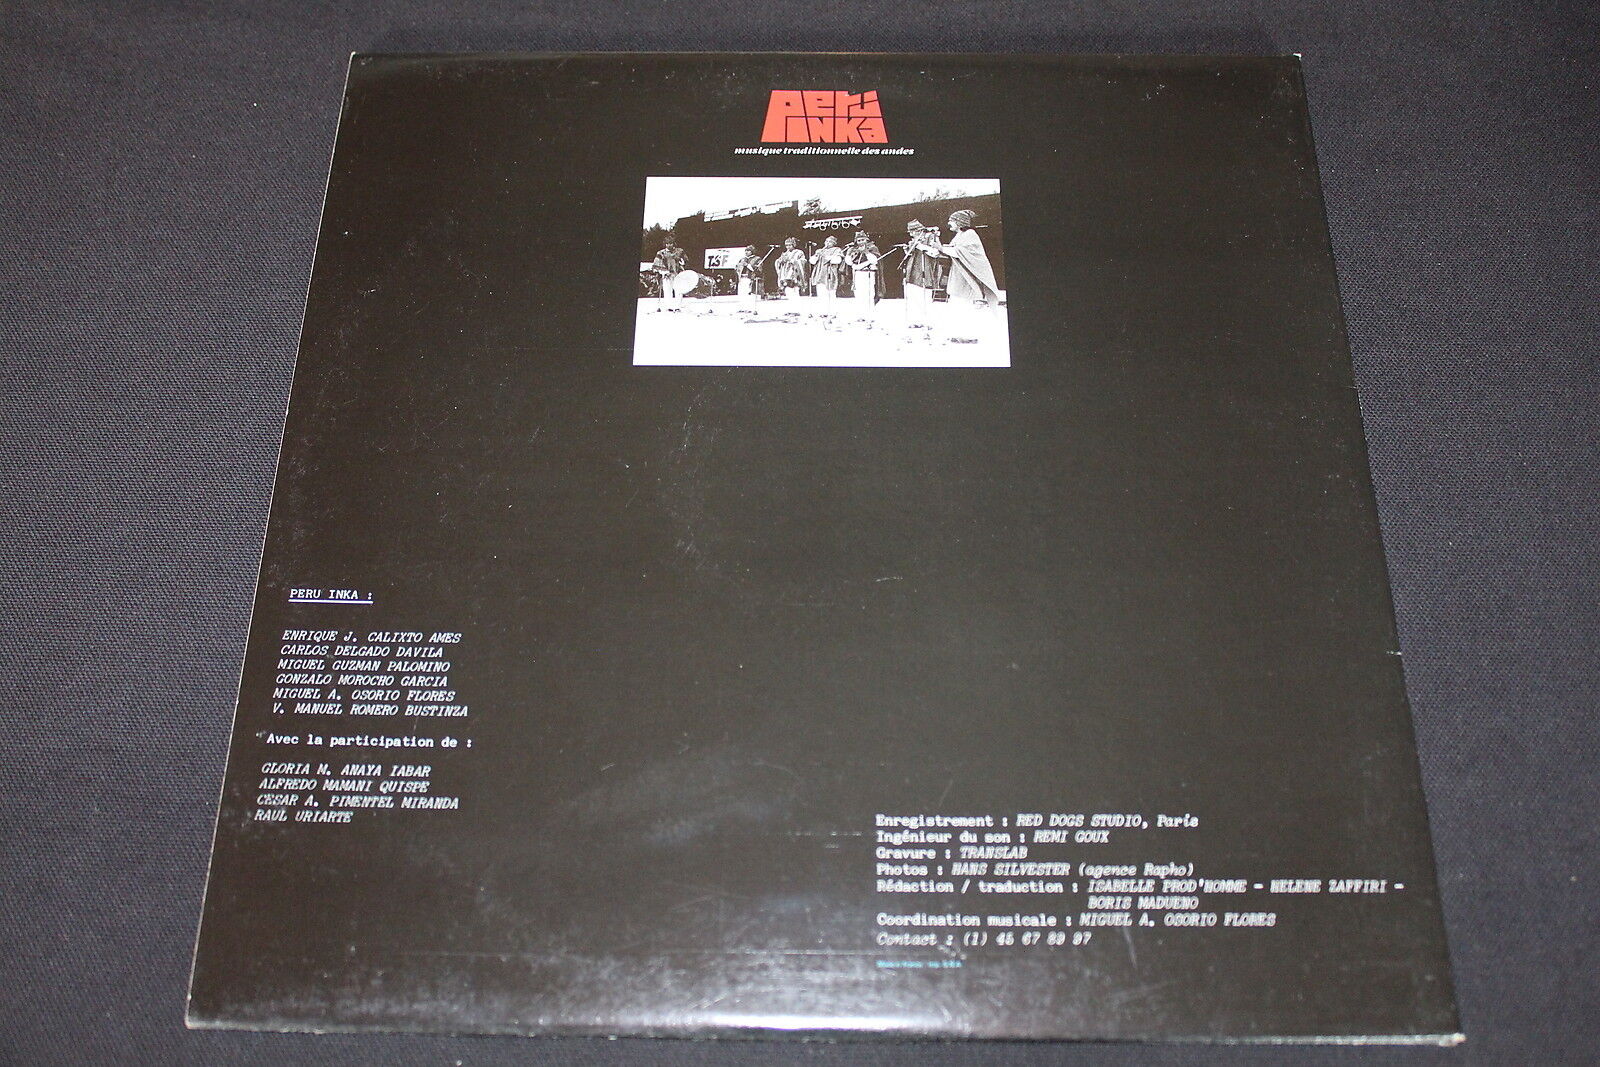 Peru
INKA
musique traditionnelle des andes
TSF
PERU INKA :
ENRIQUE J. CALIXTO AMES
CARLOS DELGADO DAVILA
MIGUEL GUZMAN PALOMINO
GONZALO MOROCHO GARCIA
MIGUEL A. OSORIO FLORES
V. MANUEL ROMERO BUSTINZA
Avec la participation de :
GLORIA M. ANAYA IABAR
ALFREDO MAMANI QUISPE
CESAR A. PIMENTEL MIRANDA
RAUL URIARTE
Enregistrement : RED DOGS STUDIO, Paris
Ingénieur du son : REMI GOUX
Gravure : TRANSLAB
Photos : HANS SILVESTER (agence Rapho)
Rédaction / traduction : ISABELLE PROD'HOMME - HELENE ZAFFIRI -
BORIS MADUENO
Coordination musicale : MIGUEL A. OSORIO FLORES
Contact : (1) 45 67 89 97